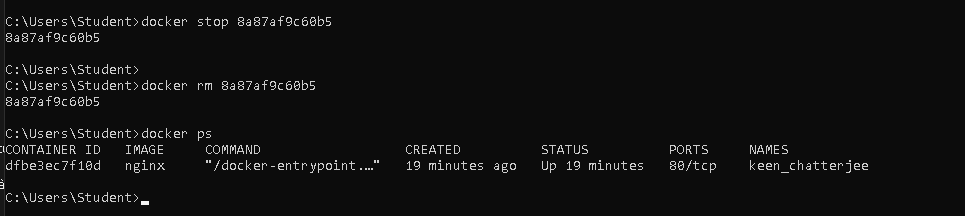 C:\Users\Student>docker stop 8a87af9c60b5
8a87af9c60b5
C:\Users\Student>
C:\Users\Student>docker rm 8a87af9c60b5
8a87af9c60b5
C:\Users\Student>docker ps
CONTAINER ID   IMAGE     COMMAND                  CREATED          STATUS          PORTS     NAMES
dfbe3ec7f10d   nginx     "/docker-entrypoint.…"   19 minutes ago   Up 19 minutes   80/tcp    keen_chatterjee
C:\Users\Student>